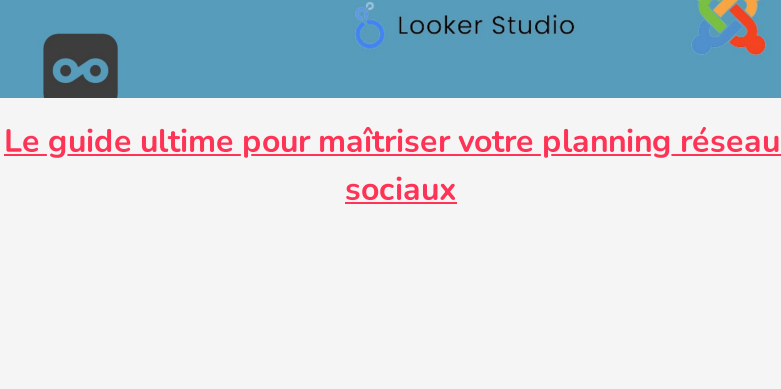 Looker Studio
Le guide ultime pour maîtriser votre planning réseau
sociaux